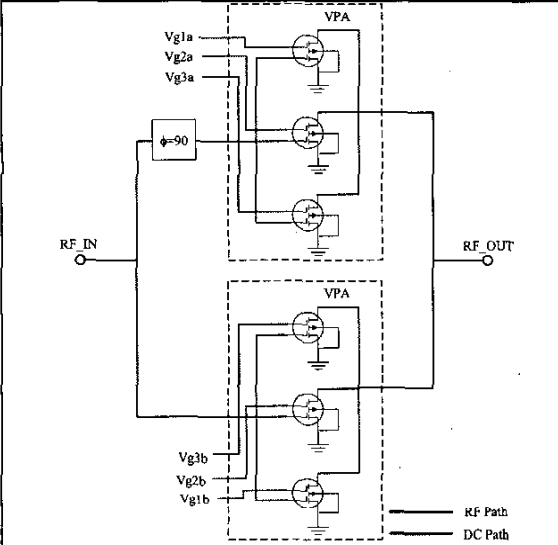 VPA
Vg1a
Vg2a
Vg3a
ϕ=90
RF_IN
RF_OUT
VPA
Vg3b
Vg2b
Vg1b
RF Path
DC Path